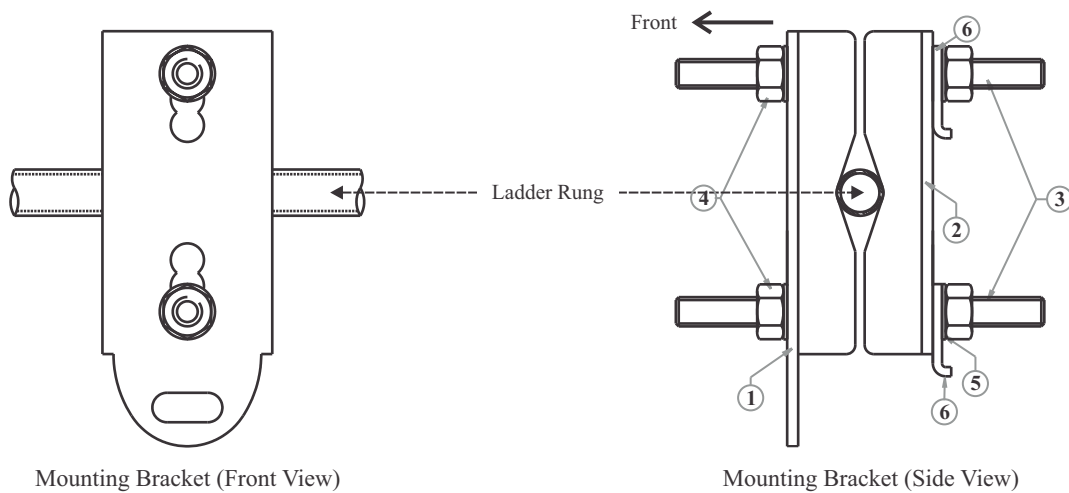 Front
6
Ladder Rung
4
3
2
1
5
6
Mounting Bracket (Front View)
Mounting Bracket (Side View)